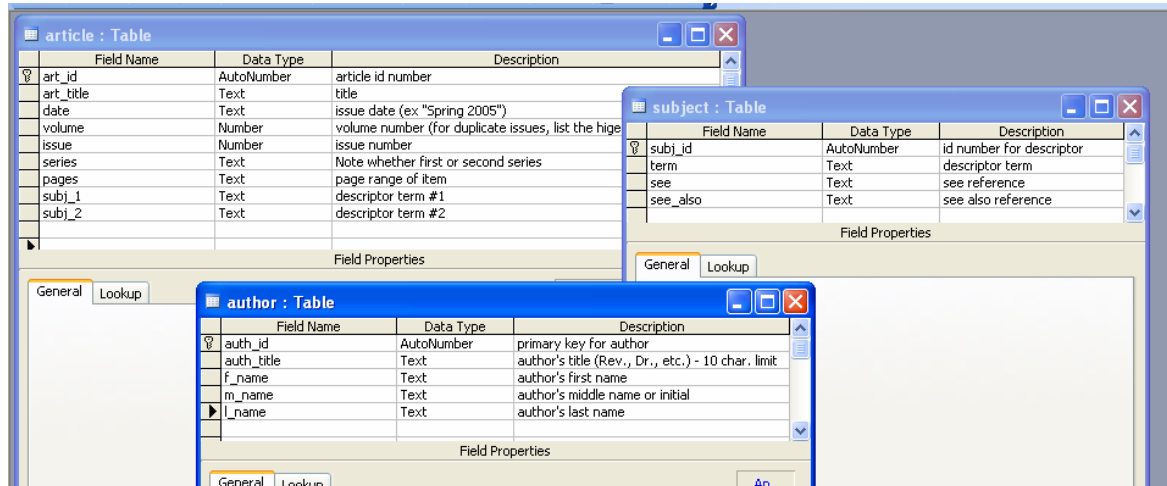 article : Table
Field Name Data Type Description
art_id AutoNumber article id number
art_title Text title
date Text issue date (ex "Spring 2005")
volume Number volume number (for duplicate issues, list the hige
issue Number issue number
series Text Note whether first or second series
pages Text page range of item
subj_1 Text descriptor term #1
subj_2 Text descriptor term #2
Field Properties
General Lookup
subject : Table
Field Name Data Type Description
subj_id AutoNumber id number for descriptor
term Text descriptor term
see Text see reference
see_also Text see also reference
Field Properties
General Lookup
author : Table
Field Name Data Type Description
auth_id AutoNumber primary key for author
auth_title Text author's title (Rev., Dr., etc.) - 10 char. limit
f_name Text author's first name
m_name Text author's middle name or initial
l_name Text author's last name
Field Properties
General Lookup
An